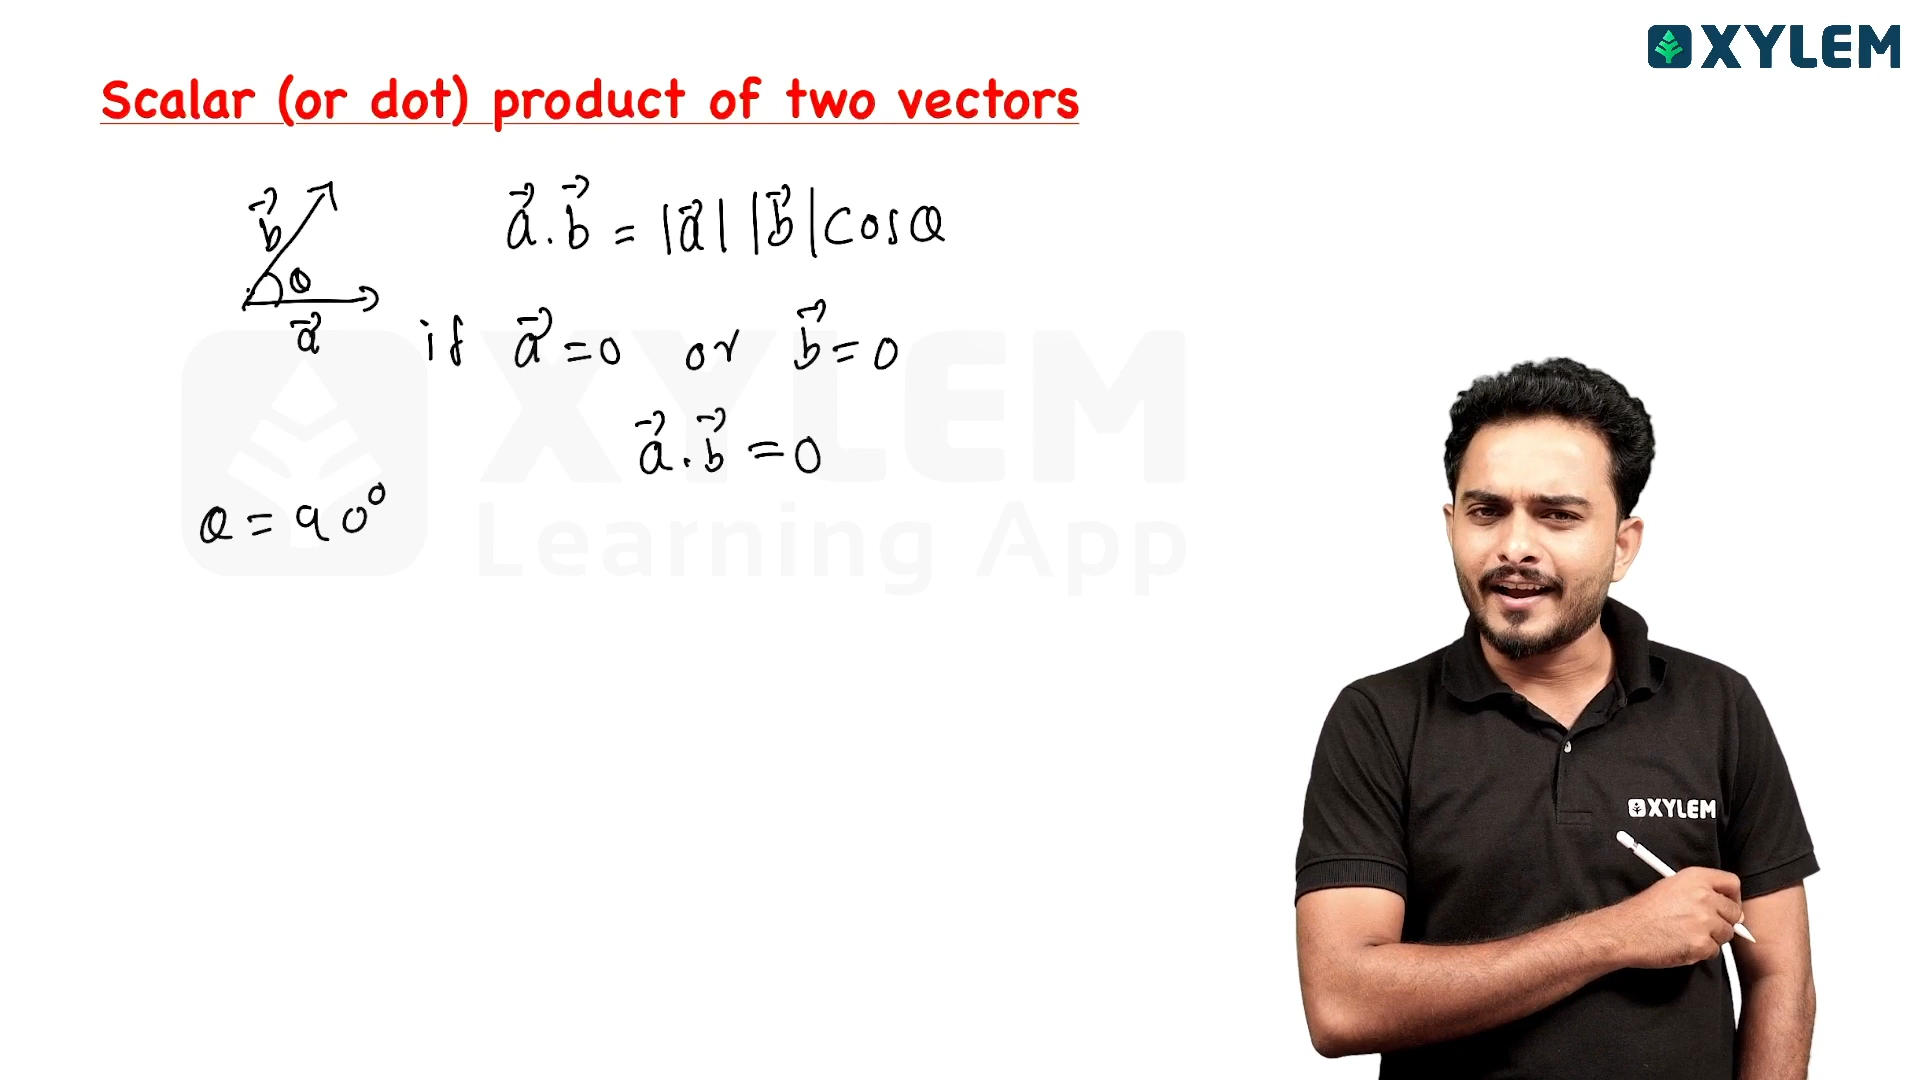 XYLEM
Scalar (or dot) product of two vectors
b⃗
θ
a⃗
a⃗ . b⃗ = |a⃗| |b⃗| cos θ
if a⃗ = 0 or b⃗ = 0
a⃗ . b⃗ = 0
θ = 90°
XYLEM
Learning App
XYLEM